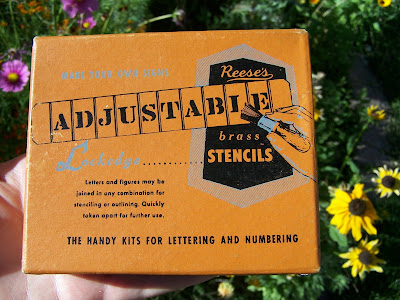 MAKE YOUR OWN SIGNS
Reese's
ADJUSTABLE
brass
Lockedge............ STENCILS
Letters and figures may be
joined in any combination for
stenciling or outlining. Quickly
taken apart for further use.
THE HANDY KITS FOR LETTERING AND NUMBERING